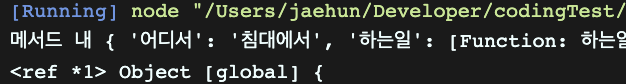 [Running] node "/Users/jaehun/Developer/codingTest/
메서드 내 { '어디서': '침대에서', '하는일': [Function: 하는일
<ref *1> Object [global] {